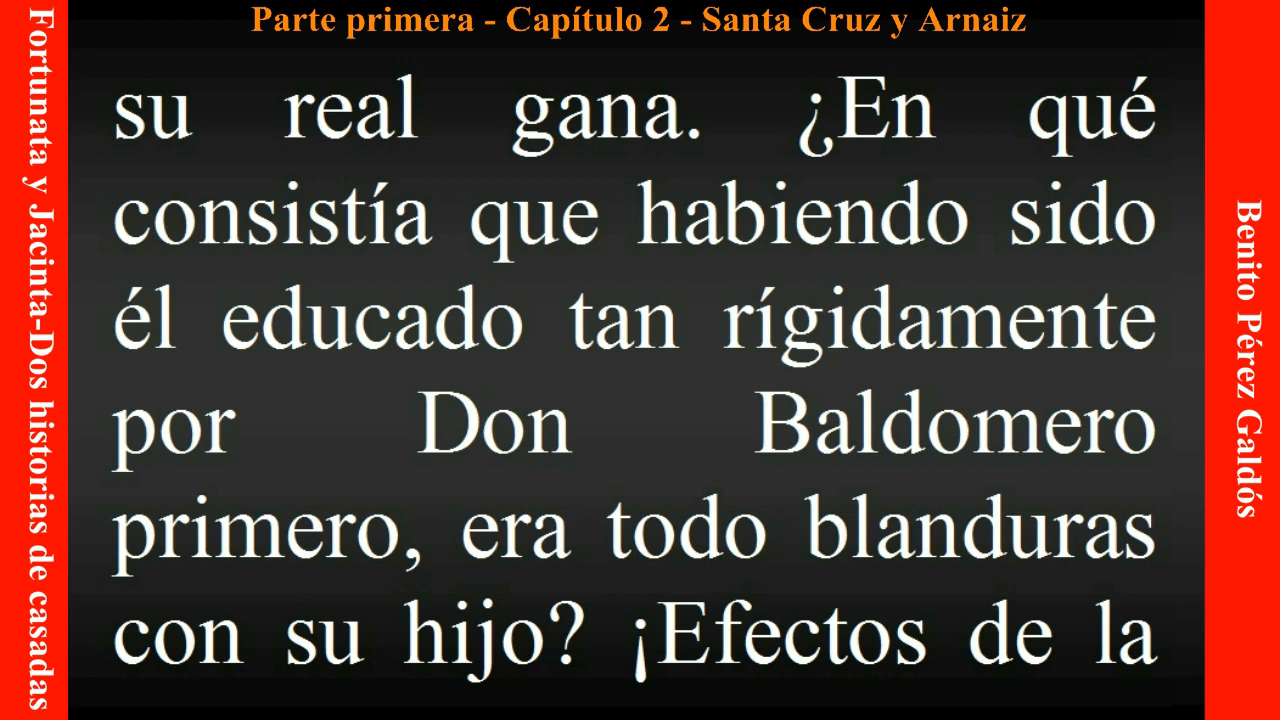 Parte primera - Capítulo 2 - Santa Cruz y Arnaiz
Fortunata y Jacinta-Dos historias de casadas
su real gana. ¿En qué
consistía que habiendo sido
él educado tan rígidamente
por Don Baldomero
primero, era todo blanduras
con su hijo? ¡Efectos de la
Benito Pérez Galdós